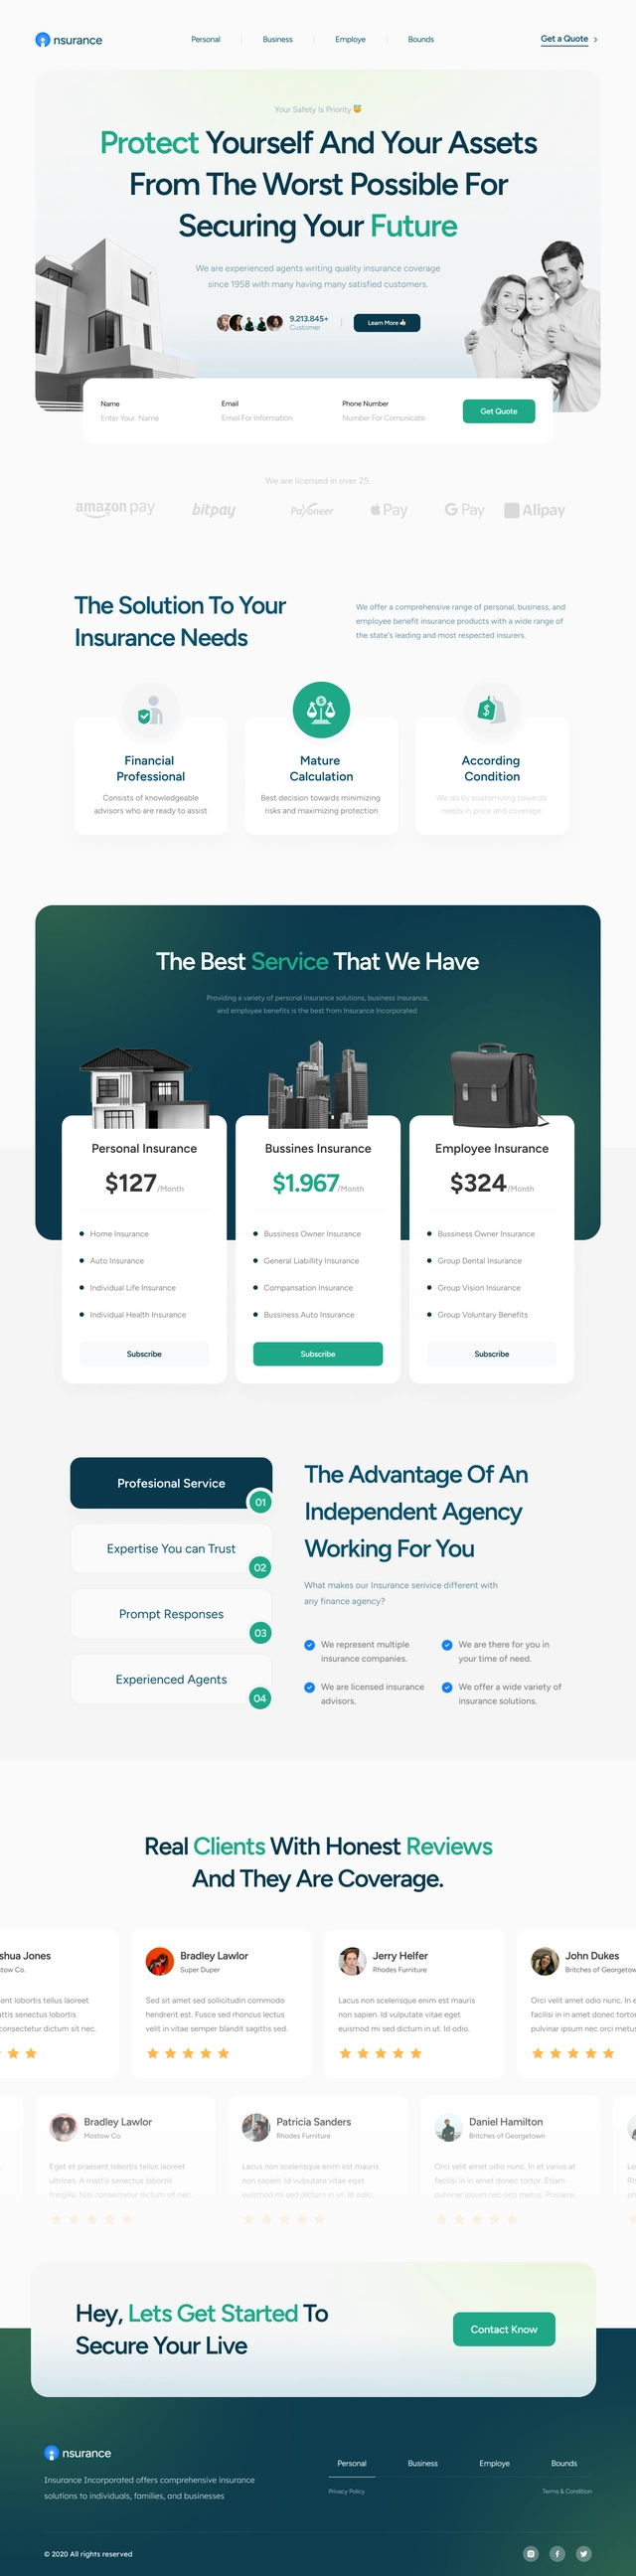 nsurance
Personal
Business
Employe
Bounds
Get a Quote
Your Safety Is Priority 😇
Protect Yourself And Your Assets
From The Worst Possible For
Securing Your Future
We are experienced agents writing quality insurance coverage
since 1958 with many having many satisfied customers.
9.213.845+
Customer
Learn More 👍
Name
Enter Your Name
Email
Email For Information
Phone Number
Number For Comunicate
Get Quote
We are licensed in over 25.
amazon pay
bitpay
Payoneer
Pay
G Pay
Alipay
The Solution To Your
Insurance Needs
We offer a comprehensive range of personal, business, and
employee benefit insurance products with a wide range of
the state's leading and most respected insurers.
Financial
Professional
Consists of knowledgeable
advisors who are ready to assist
Mature
Calculation
Best decision towards minimizing
risks and maximizing protection
According
Condition
We do by customizing towards
needs in price and coverage
The Best Service That We Have
Providing a variety of personal insurance solutions, business insurance,
and employee benefits is the best from Insurance Incorporated.
Personal Insurance
$127/Month
Home Insurance
Auto Insurance
Individual Life Insurance
Individual Health Insurance
Subscribe
Bussines Insurance
$1.967/Month
Bussiness Owner Insurance
General Liabillity Insurance
Compansation Insurance
Bussiness Auto Insurance
Subscribe
Employee Insurance
$324/Month
Bussiness Owner Insurance
Group Dental Insurance
Group Vision Insurance
Group Voluntary Benefits
Subscribe
Profesional Service
01
Expertise You can Trust
02
Prompt Responses
03
Experienced Agents
04
The Advantage Of An
Independent Agency
Working For You
What makes our Insurance serivice different with
any finance agency?
We represent multiple
insurance companies.
We are there for you in
your time of need.
We are licensed insurance
advisors.
We offer a wide variety of
insurance solutions.
Real Clients With Honest Reviews
And They Are Coverage.
shua Jones
stow Co.
sent lobortis tellus laoreet
attis senectus lobortis
consectetur dictum sit nec.
Bradley Lawlor
Super Duper
Sed sit amet sed sollicitudin commodo
hendrerit est. Fusce sed rhoncus lectus
velit in vitae semper blandit sagittis sed.
Jerry Helfer
Rhodes Furniture
Lacus non scelerisque enim est mauris
non sapien. Id vulputate vitae eget
euismod mi sed dictum in ut. Id odio.
John Dukes
Britches of Georgetow
Orci velit amet odio nunc. In e
facilisi in in amet donec tortor
pulvinar ipsum nec orci metu
Bradley Lawlor
Mostow Co.
Eget et praesent lobortis tellus laoreet
ultrices. A mattis senectus lobortis
fringilla. Nisi consectetur dictum sit nec.
Patricia Sanders
Rhodes Furniture
Lacus non scelerisque enim est mauris
non sapien. Id vulputate vitae eget
euismod mi sed dictum in ut. Id odio.
Daniel Hamilton
Britches of Georgetown
Orci velit amet odio nunc. In et varius at
facilisi in in amet donec tortor. Etiam
pulvinar ipsum nec orci metus. Posuere.
Lo
Rh
ph
Hey, Lets Get Started To
Secure Your Live
Contact Know
nsurance
Insurance Incorporated offers comprehensive insurance
solutions to individuals, families, and businesses
Personal
Business
Employe
Bounds
Privacy Policy
Terms & Condition
© 2020 All rights reserved